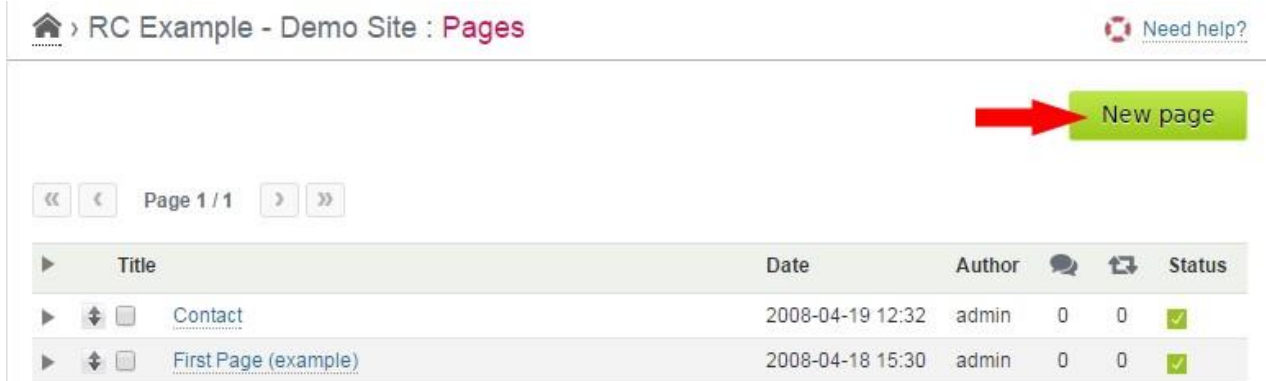 › RC Example - Demo Site : Pages
Need help?
New page
« ‹ Page 1 / 1 › »
Title Date Author Status
Contact 2008-04-19 12:32 admin 0 0
First Page (example) 2008-04-18 15:30 admin 0 0